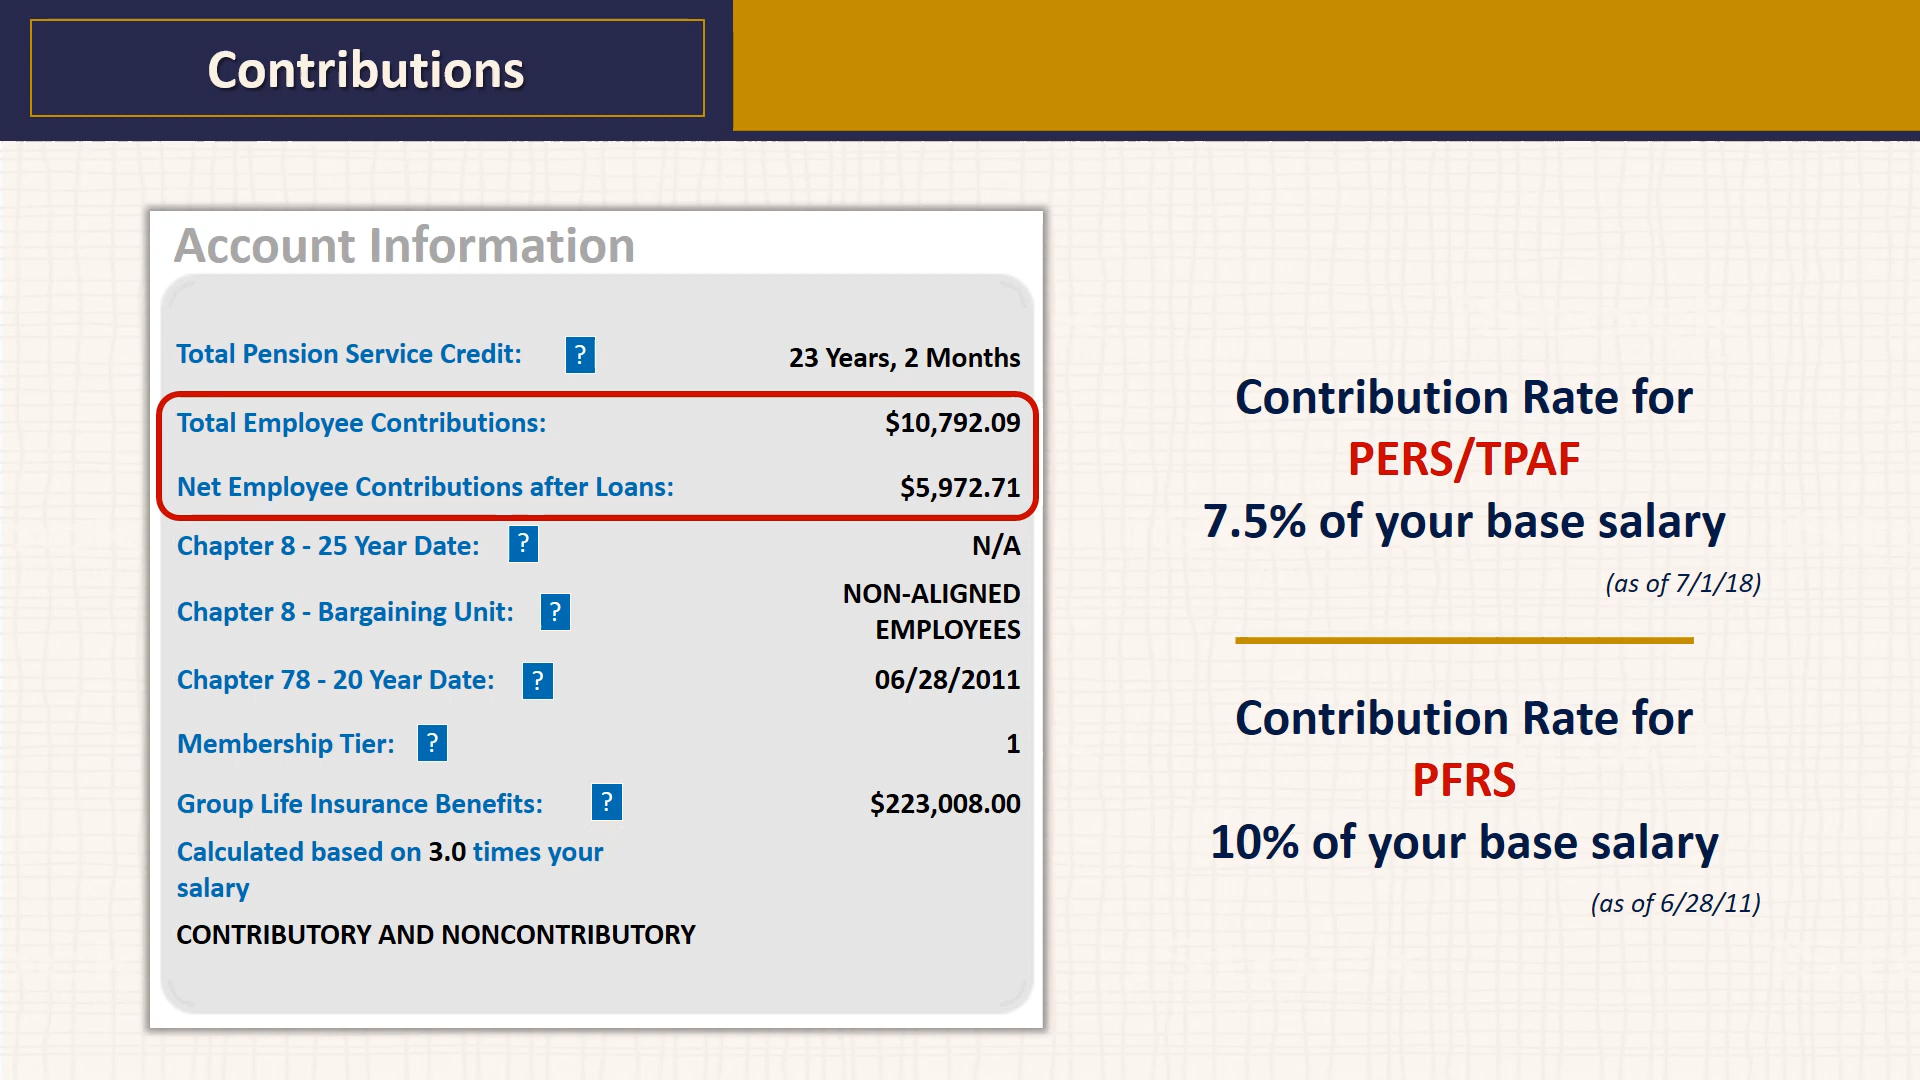 Contributions
Account Information
Total Pension Service Credit: ? 23 Years, 2 Months
Total Employee Contributions: $10,792.09
Net Employee Contributions after Loans: $5,972.71
Chapter 8 - 25 Year Date: ? N/A
Chapter 8 - Bargaining Unit: ? NON-ALIGNED
EMPLOYEES
Chapter 78 - 20 Year Date: ? 06/28/2011
Membership Tier: ? 1
Group Life Insurance Benefits: ? $223,008.00
Calculated based on 3.0 times your
salary
CONTRIBUTORY AND NONCONTRIBUTORY
Contribution Rate for
PERS/TPAF
7.5% of your base salary
(as of 7/1/18)
Contribution Rate for
PFRS
10% of your base salary
(as of 6/28/11)